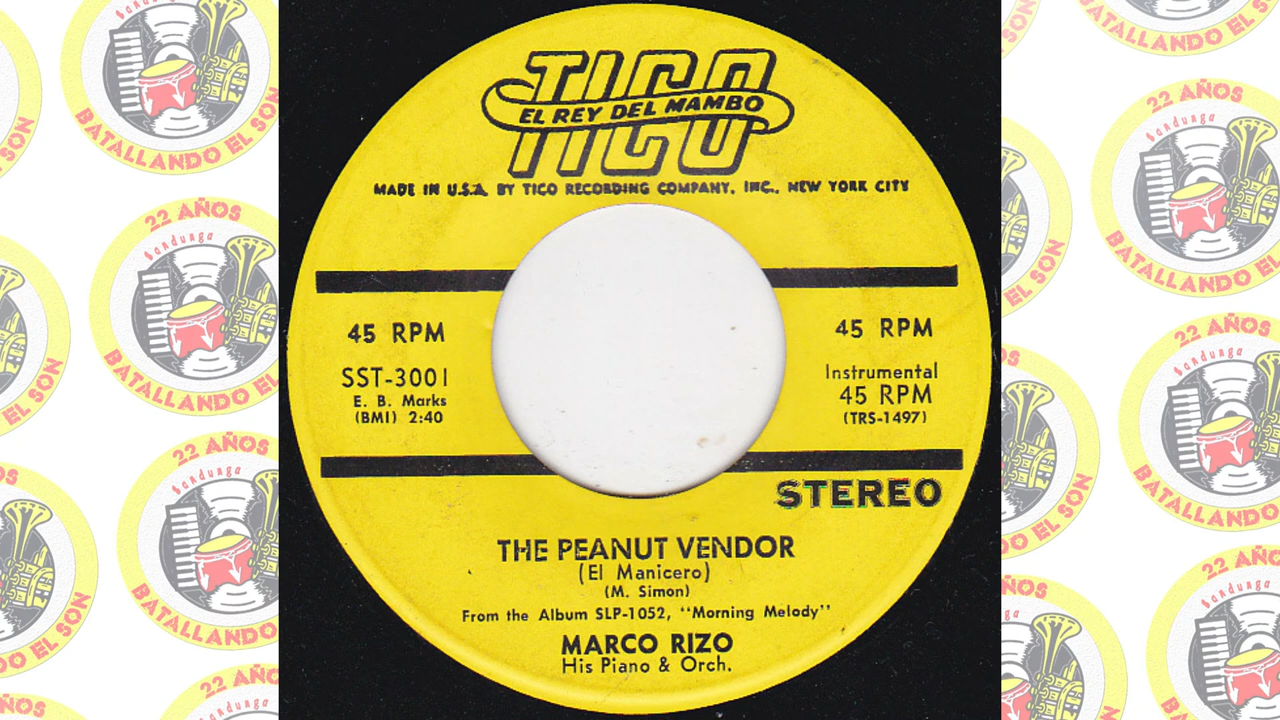 TICO
EL REY DEL MAMBO
MADE IN U.S.A. BY TICO RECORDING COMPANY, INC., NEW YORK CITY
45 RPM
SST-3001
E. B. Marks
(BMI) 2:40
45 RPM
Instrumental
45 RPM
(TRS-1497)
STEREO
THE PEANUT VENDOR
(El Manicero)
(M. Simon)
From the Album SLP-1052, "Morning Melody"
MARCO RIZO
His Piano & Orch.
22 AÑOS
Sandunga
BATALLANDO EL SON